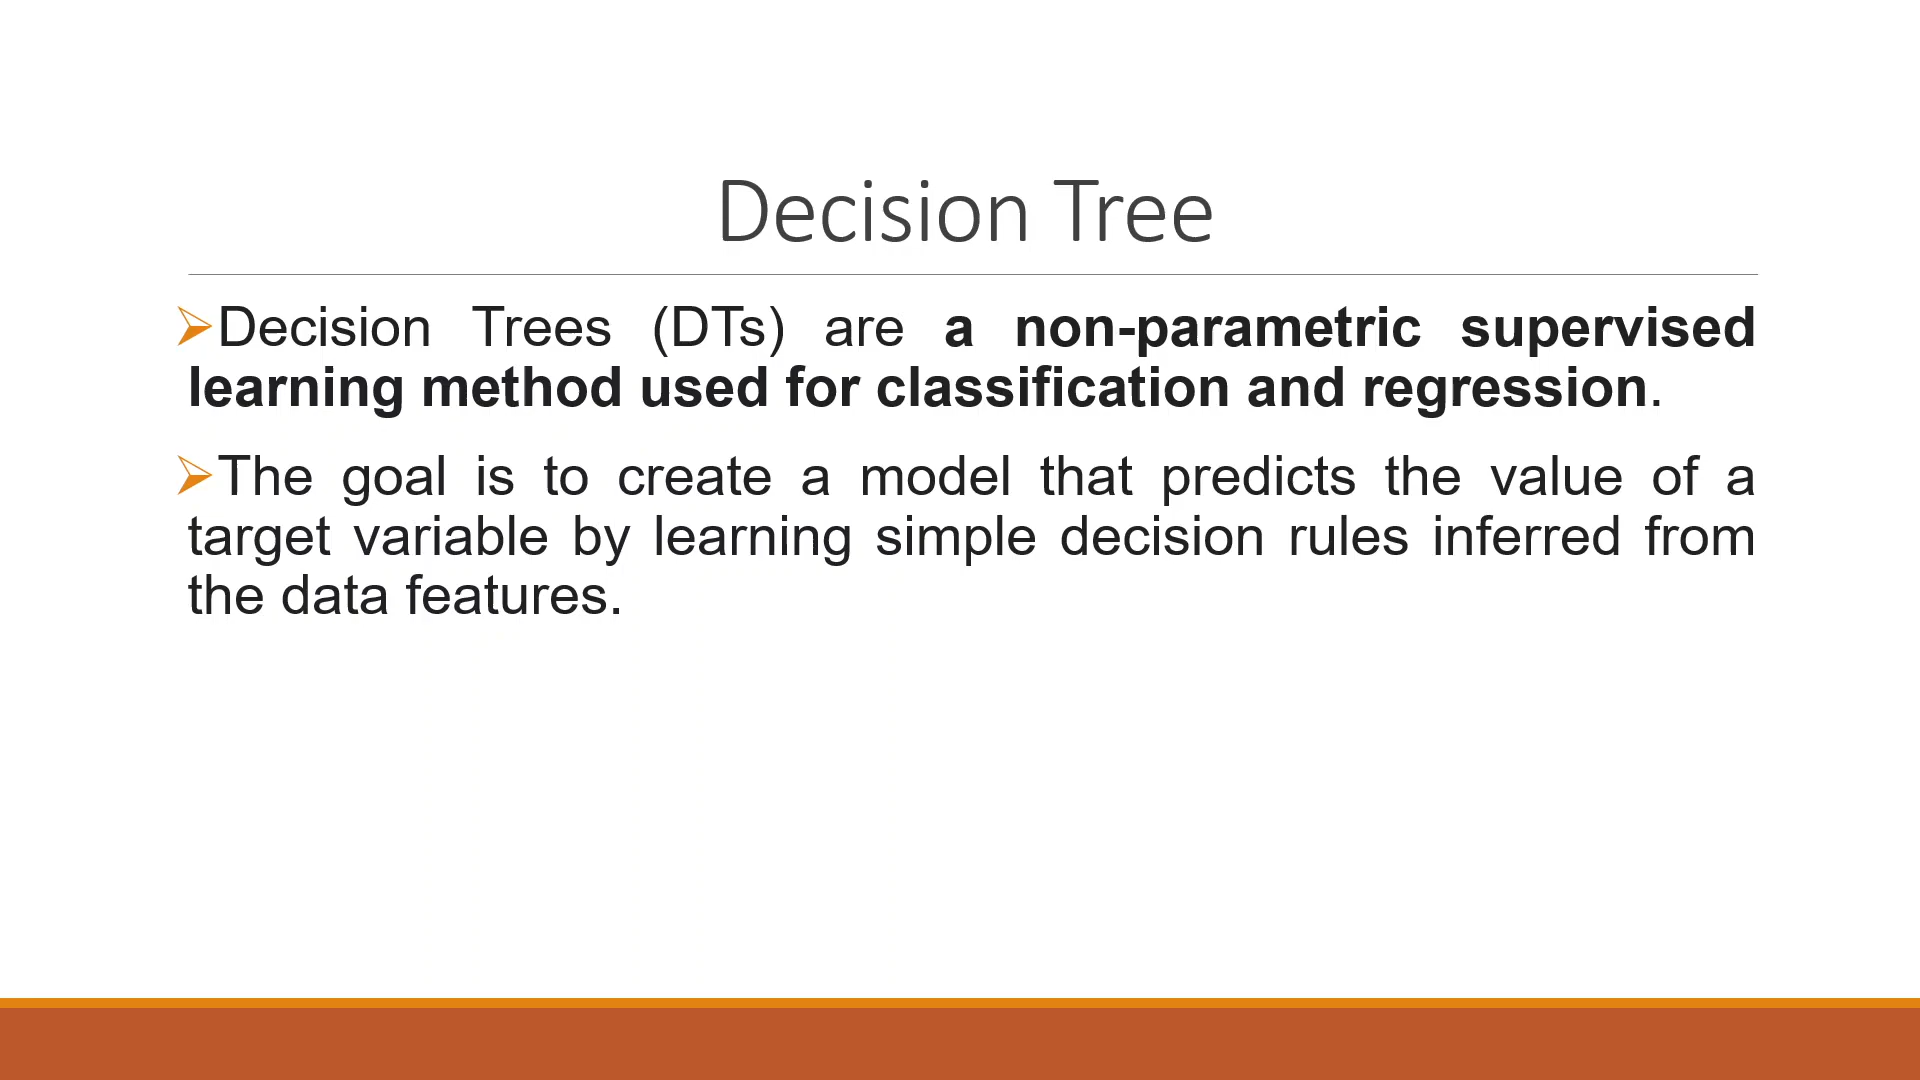 Decision Tree
Decision Trees (DTs) are a non-parametric supervised
learning method used for classification and regression.
The goal is to create a model that predicts the value of a
target variable by learning simple decision rules inferred from
the data features.